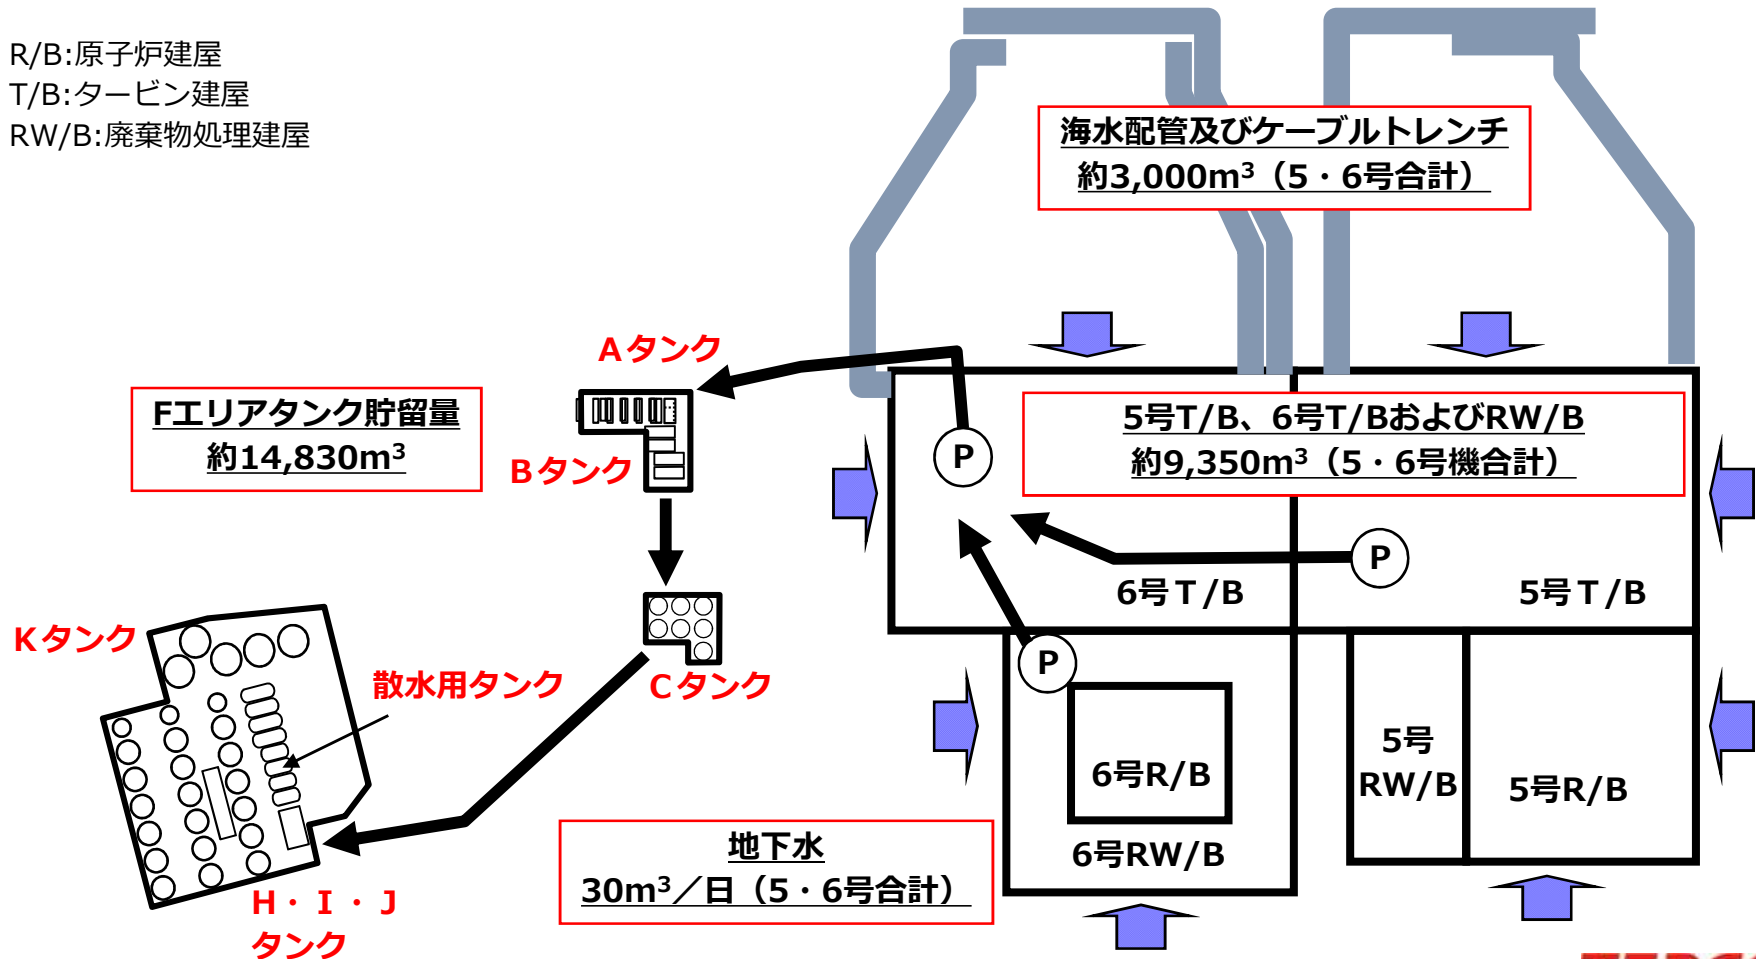 R/B:原子炉建屋
T/B:タービン建屋
RW/B:廃棄物処理建屋
海水配管及びケーブルトレンチ
約3,000m³（5・6号合計）
Aタンク
Fエリアタンク貯留量
約14,830m³
Bタンク
P
5号T/B、6号T/BおよびRW/B
約9,350m³（5・6号機合計）
P
6号T/B
5号T/B
Kタンク
散水用タンク
Cタンク
P
5号
RW/B
6号R/B
5号R/B
6号RW/B
地下水
30m³／日（5・6号合計）
H・I・J
タンク